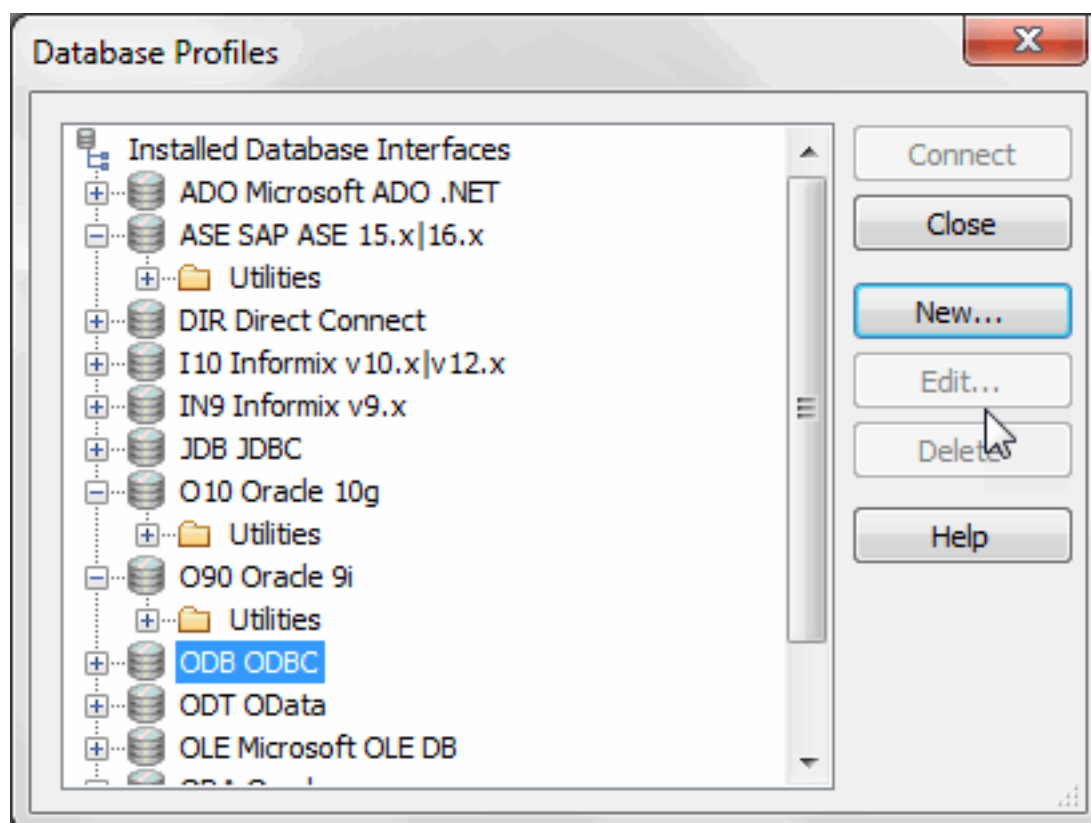 Database Profiles
Installed Database Interfaces
ADO Microsoft ADO .NET
ASE SAP ASE 15.x|16.x
Utilities
DIR Direct Connect
I10 Informix v10.x|v12.x
IN9 Informix v9.x
JDB JDBC
O10 Oracle 10g
Utilities
O90 Oracle 9i
Utilities
ODB ODBC
ODT OData
OLE Microsoft OLE DB
Connect
Close
New...
Edit...
Delete
Help